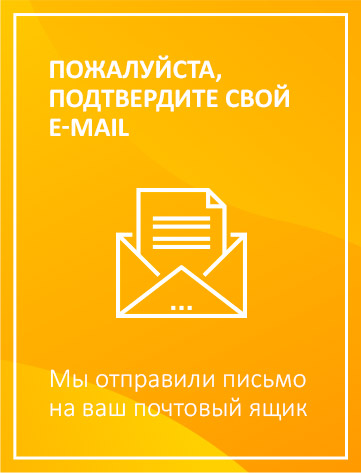 ПОЖАЛУЙСТА,
ПОДТВЕРДИТЕ СВОЙ
E-MAIL
Мы отправили письмо
на ваш почтовый ящик